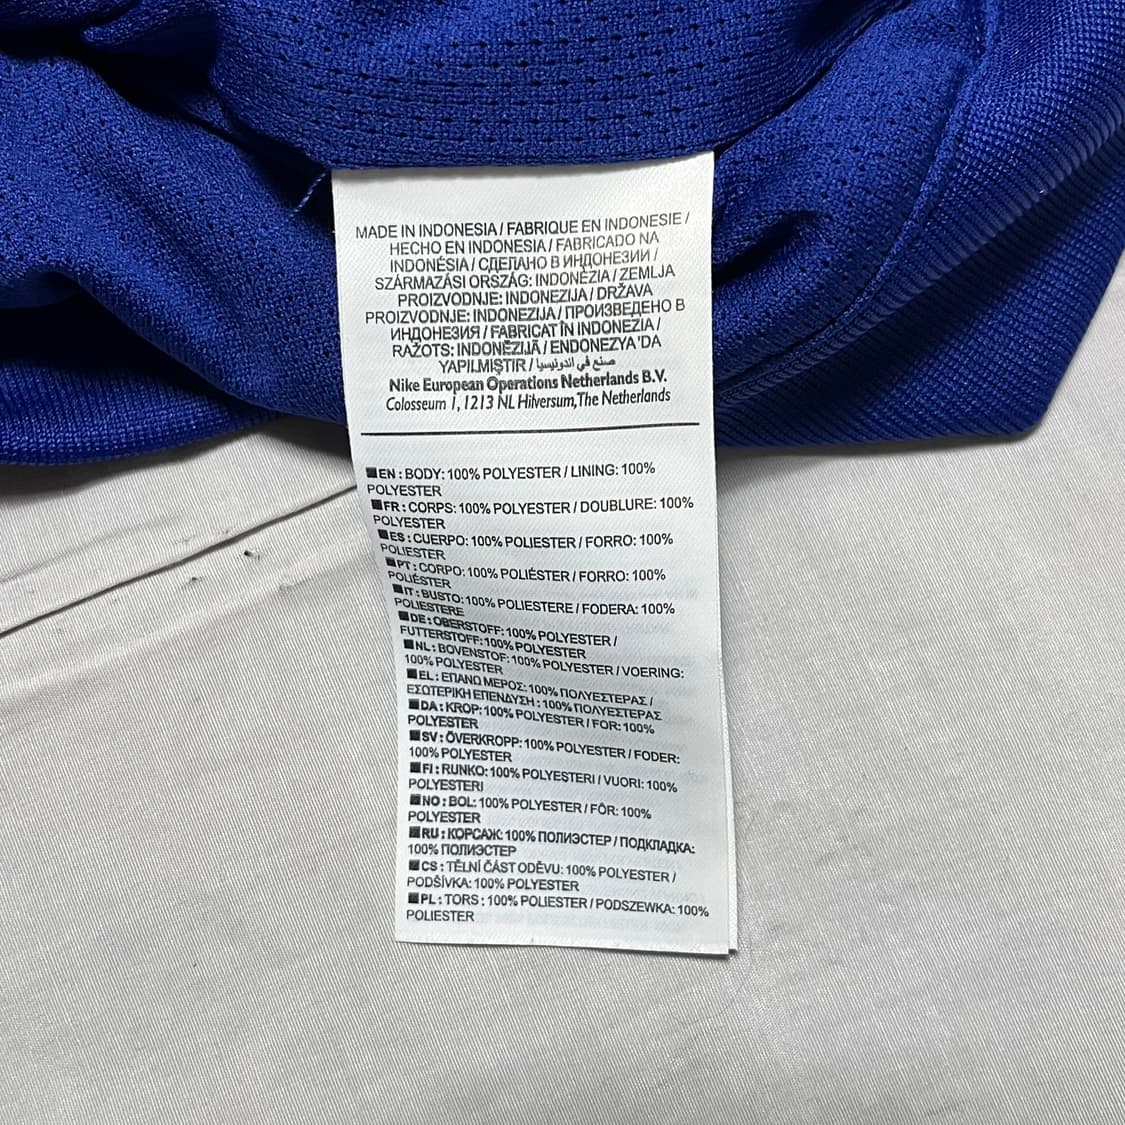 MADE IN INDONESIA / FABRIQUE EN INDONESIE /
HECHO EN INDONESIA / FABRICADO NA
INDONÉSIA / СДЕЛАНО В ИНДОНЕЗИИ /
SZÁRMAZÁSI ORSZÁG: INDONÉZIA / ZEMLJA
PROIZVODNJE: INDONEZIJA / DRŽAVA
PROIZVODNJE: INDONEZIJA / ПРОИЗВЕДЕНО В
ИНДОНЕЗИЯ / FABRICAT ÎN INDONEZIA /
RAŽOTS: INDONĒZIJĀ / ENDONEZYA'DA
YAPILMIŞTIR / صنع في اندونيسيا
Nike European Operations Netherlands B.V.
Colosseum 1, 1213 NL Hilversum, The Netherlands
EN : BODY: 100% POLYESTER / LINING: 100%
POLYESTER
FR : CORPS: 100% POLYESTER / DOUBLURE: 100%
POLYESTER
ES : CUERPO: 100% POLIESTER / FORRO: 100%
POLIESTER
PT : CORPO: 100% POLIÉSTER / FORRO: 100%
POLIÉSTER
IT : BUSTO: 100% POLIESTERE / FODERA: 100%
POLIESTERE
DE : OBERSTOFF: 100% POLYESTER /
FUTTERSTOFF: 100% POLYESTER
NL : BOVENSTOF: 100% POLYESTER / VOERING:
100% POLYESTER
EL : ΕΠΑΝΩ ΜΕΡΟΣ: 100% ΠΟΛΥΕΣΤΕΡΑΣ /
ΕΣΩΤΕΡΙΚΗ ΕΠΕΝΔΥΣΗ : 100% ΠΟΛΥΕΣΤΕΡΑΣ
DA : KROP: 100% POLYESTER / FOR: 100%
POLYESTER
SV : ÖVERKROPP: 100% POLYESTER / FODER:
100% POLYESTER
FI : RUNKO: 100% POLYESTERI / VUORI: 100%
POLYESTERI
NO : BOL: 100% POLYESTER / FÔR: 100%
POLYESTER
RU : КОРСАЖ: 100% ПОЛИЭСТЕР / ПОДКЛАДКА:
100% ПОЛИЭСТЕР
CS : TĚLNÍ ČÁST ODĚVU: 100% POLYESTER /
PODŠÍVKA: 100% POLYESTER
PL : TORS : 100% POLIESTER / PODSZEWKA: 100%
POLIESTER